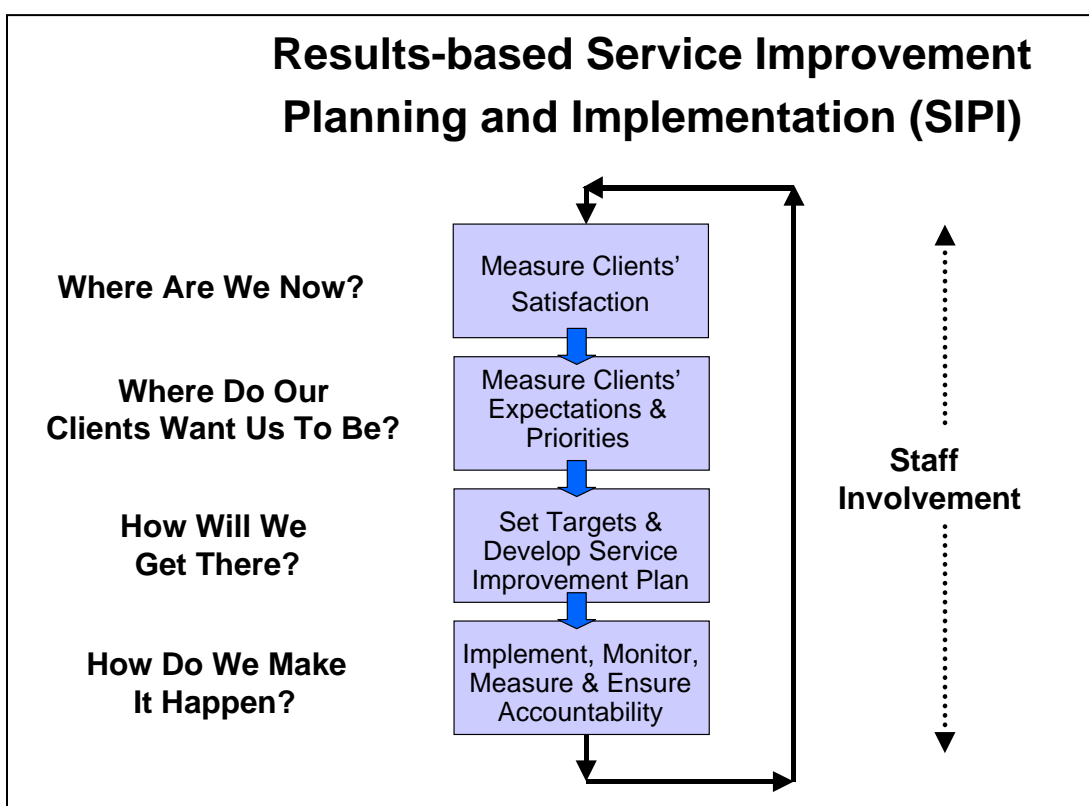 Results-based Service Improvement
Planning and Implementation (SIPI)
Where Are We Now?
Measure Clients’
Satisfaction
Where Do Our
Clients Want Us To Be?
Measure Clients’
Expectations &
Priorities
How Will We
Get There?
Set Targets &
Develop Service
Improvement Plan
How Do We Make
It Happen?
Implement, Monitor,
Measure & Ensure
Accountability
Staff
Involvement